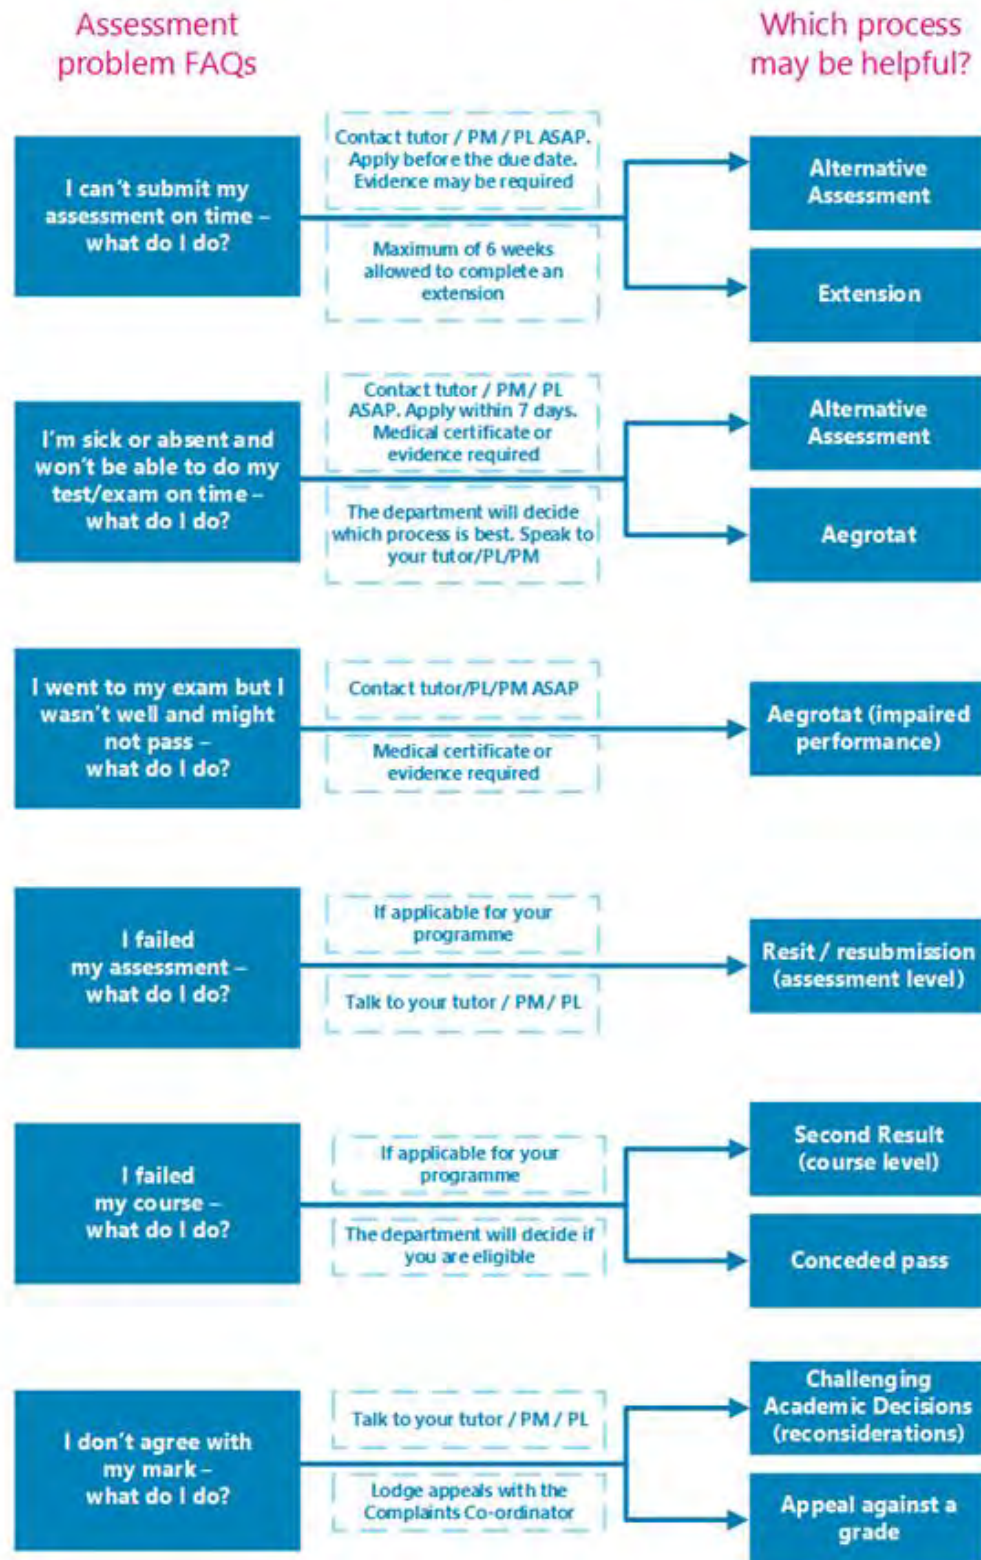 Assessment
problem FAQs
Which process
may be helpful?
I can't submit my
assessment on time –
what do I do?
Contact tutor / PM / PL ASAP.
Apply before the due date.
Evidence may be required
Maximum of 6 weeks
allowed to complete an
extension
Alternative
Assessment
Extension
I'm sick or absent and
won't be able to do my
test/exam on time –
what do I do?
Contact tutor / PM / PL
ASAP. Apply within 7 days.
Medical certificate or
evidence required
The department will decide
which process is best. Speak to
your tutor/PL/PM
Alternative
Assessment
Aegrotat
I went to my exam but I
wasn't well and might
not pass –
what do I do?
Contact tutor/PL/PM ASAP
Medical certificate or
evidence required
Aegrotat (impaired
performance)
I failed
my assessment –
what do I do?
If applicable for your
programme
Talk to your tutor / PM / PL
Resit / resubmission
(assessment level)
I failed
my course –
what do I do?
If applicable for your
programme
The department will decide if
you are eligible
Second Result
(course level)
Conceded pass
I don't agree with
my mark –
what do I do?
Talk to your tutor / PM / PL
Lodge appeals with the
Complaints Co-ordinator
Challenging
Academic Decisions
(reconsiderations)
Appeal against a
grade